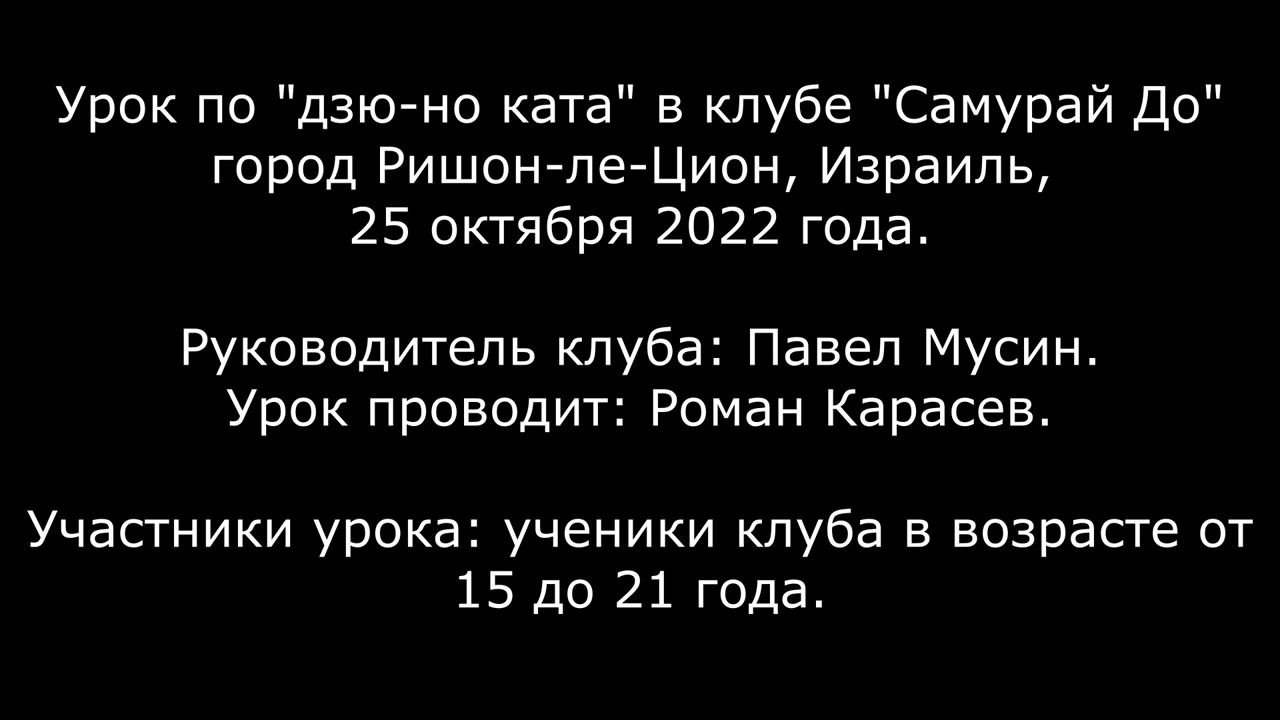 Урок по "дзю-но ката" в клубе "Самурай До"
город Ришон-ле-Цион, Израиль,
25 октября 2022 года.
Руководитель клуба: Павел Мусин.
Урок проводит: Роман Карасев.
Участники урока: ученики клуба в возрасте от
15 до 21 года.